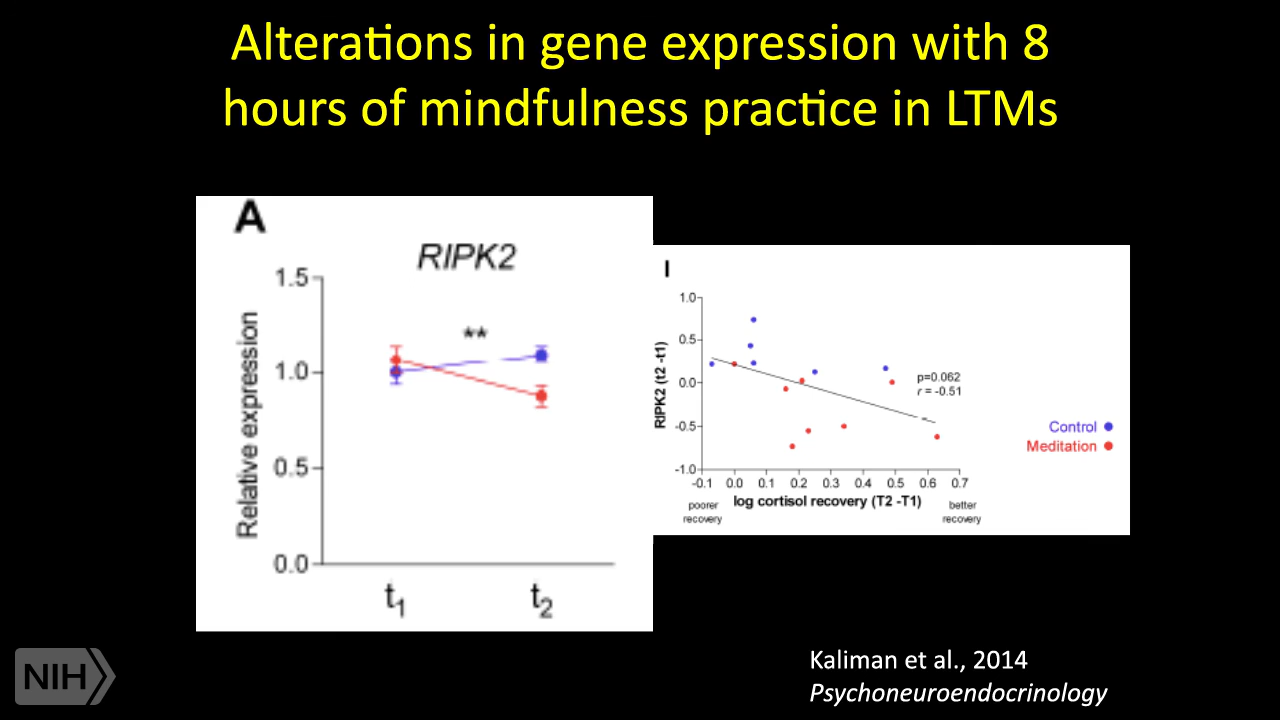 Alterations in gene expression with 8
hours of mindfulness practice in LTMs
A
RIPK2
1.5
1.0
0.5
0.0
Relative expression
**
t1
t2
I
1.0
0.5
0.0
-0.5
-1.0
RIPK2 (t2 -t1)
p=0.062
r = -0.51
-0.1 0.0 0.1 0.2 0.3 0.4 0.5 0.6 0.7
log cortisol recovery (T2 -T1)
poorer
recovery
better
recovery
Control
Meditation
Kaliman et al., 2014
Psychoneuroendocrinology
NIH